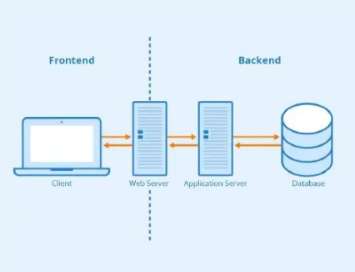 Frontend Backend
Client Web Server Application Server Database